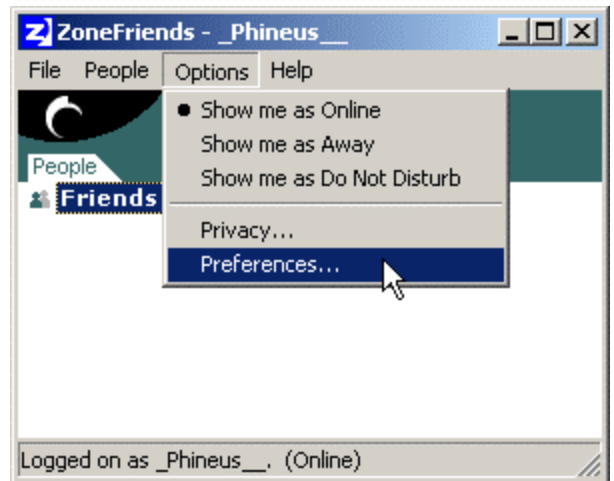 ZoneFriends - _Phineus__
File People Options Help
Show me as Online
Show me as Away
Show me as Do Not Disturb
People
Friends
Privacy...
Preferences...
Logged on as _Phineus__. (Online)